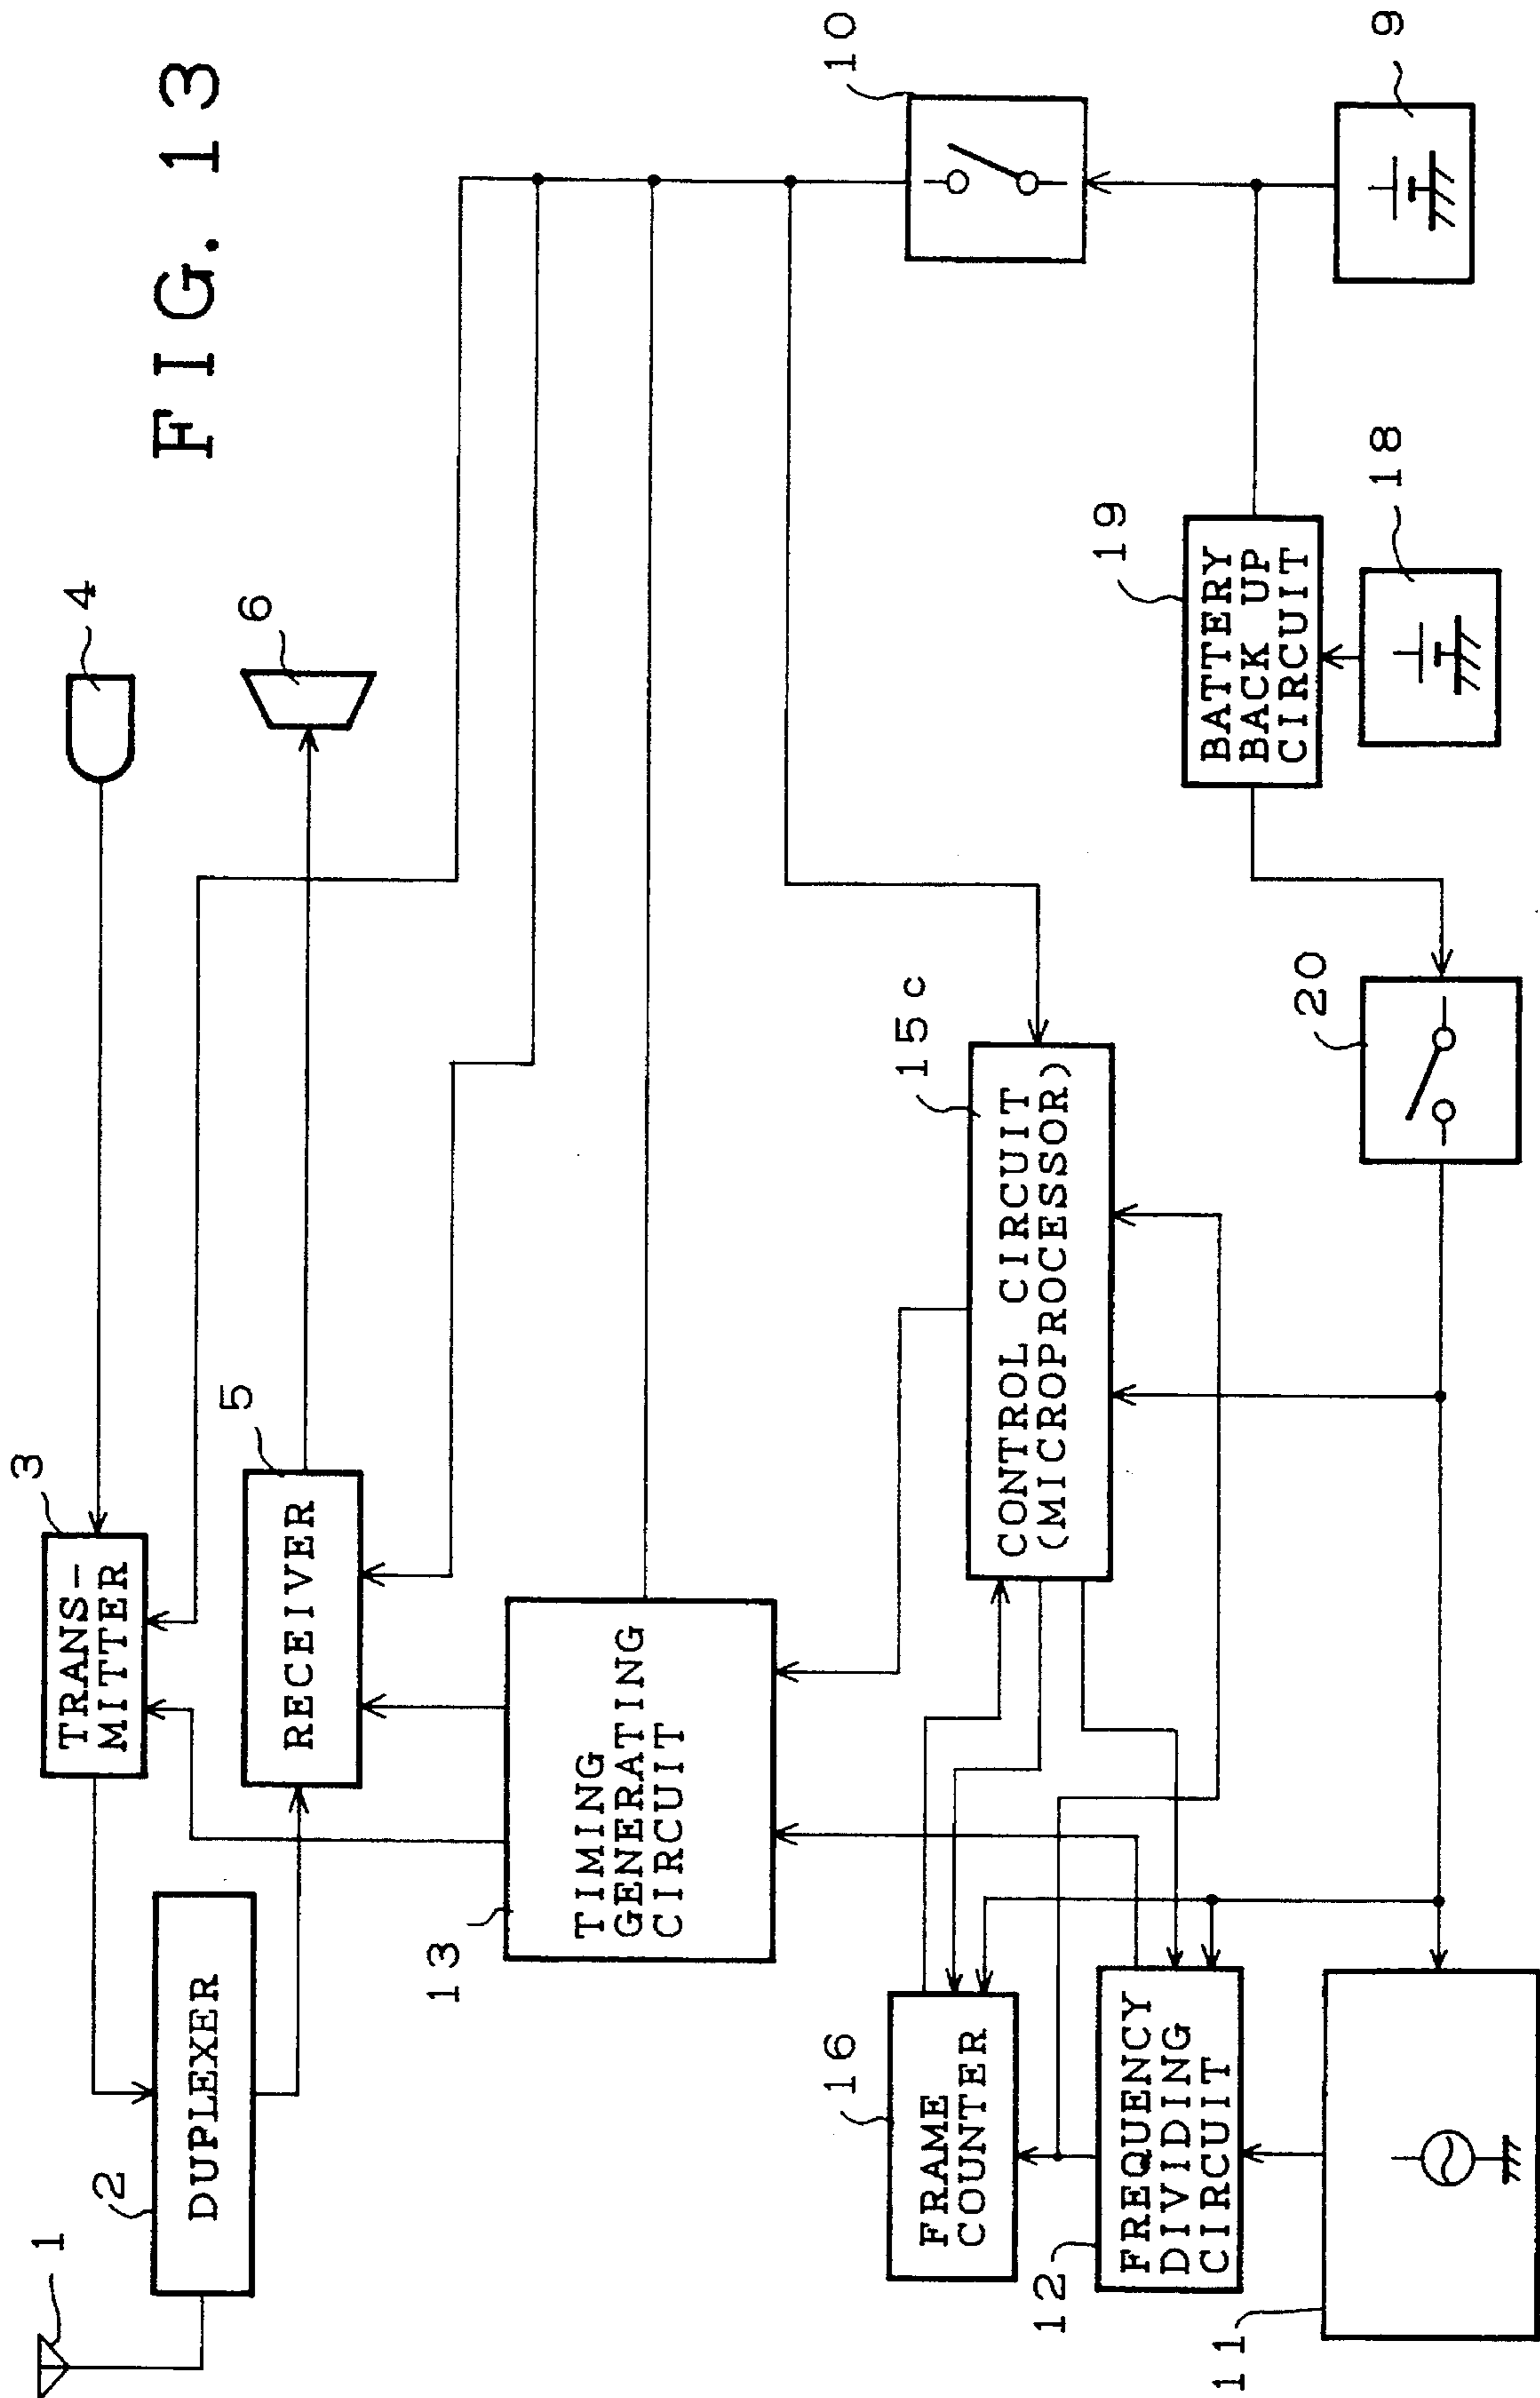 FIG. 13
1
2
DUPLEXER
3
TRANS-
MITTER
4
5
RECEIVER
6
13
TIMING
GENERATING
CIRCUIT
10
15c
CONTROL CIRCUIT
(MICROPROCESSOR)
16
FRAME
COUNTER
12
FREQUENCY
DIVIDING
CIRCUIT
11
20
19
BATTERY
BACK UP
CIRCUIT
18
9